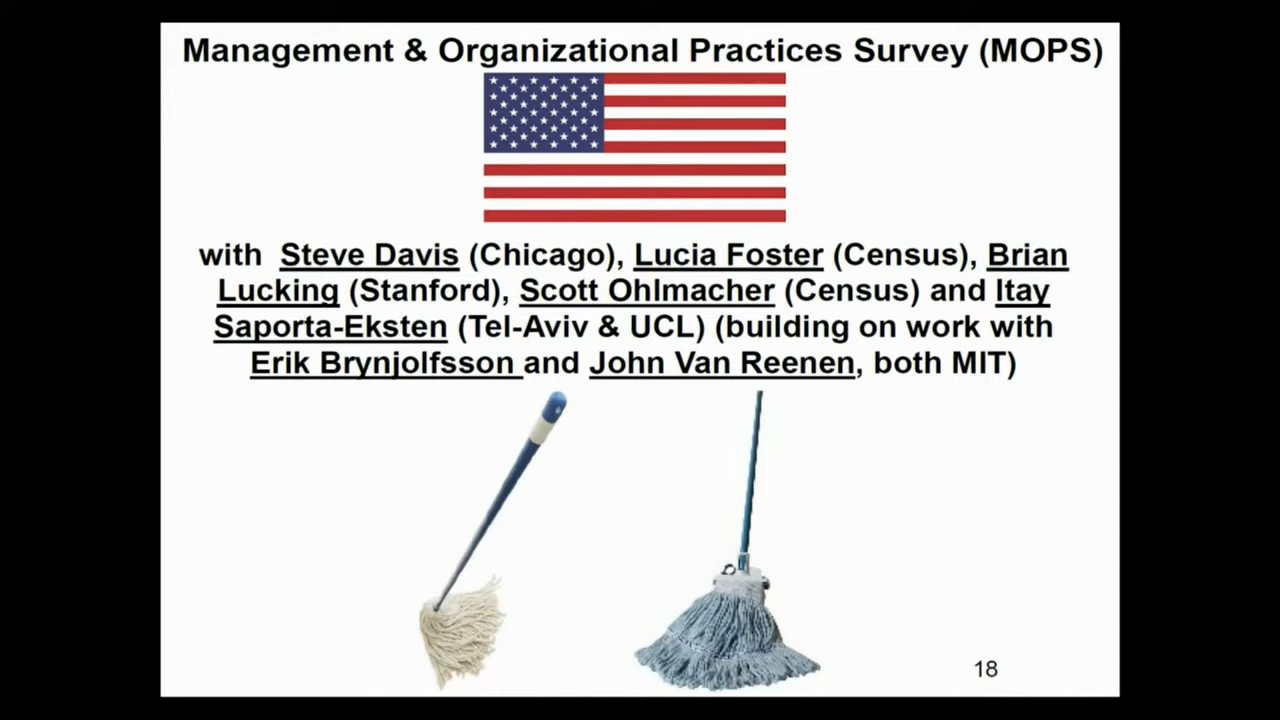 Management & Organizational Practices Survey (MOPS)
with Steve Davis (Chicago), Lucia Foster (Census), Brian
Lucking (Stanford), Scott Ohlmacher (Census) and Itay
Saporta-Eksten (Tel-Aviv & UCL) (building on work with
Erik Brynjolfsson and John Van Reenen, both MIT)
18